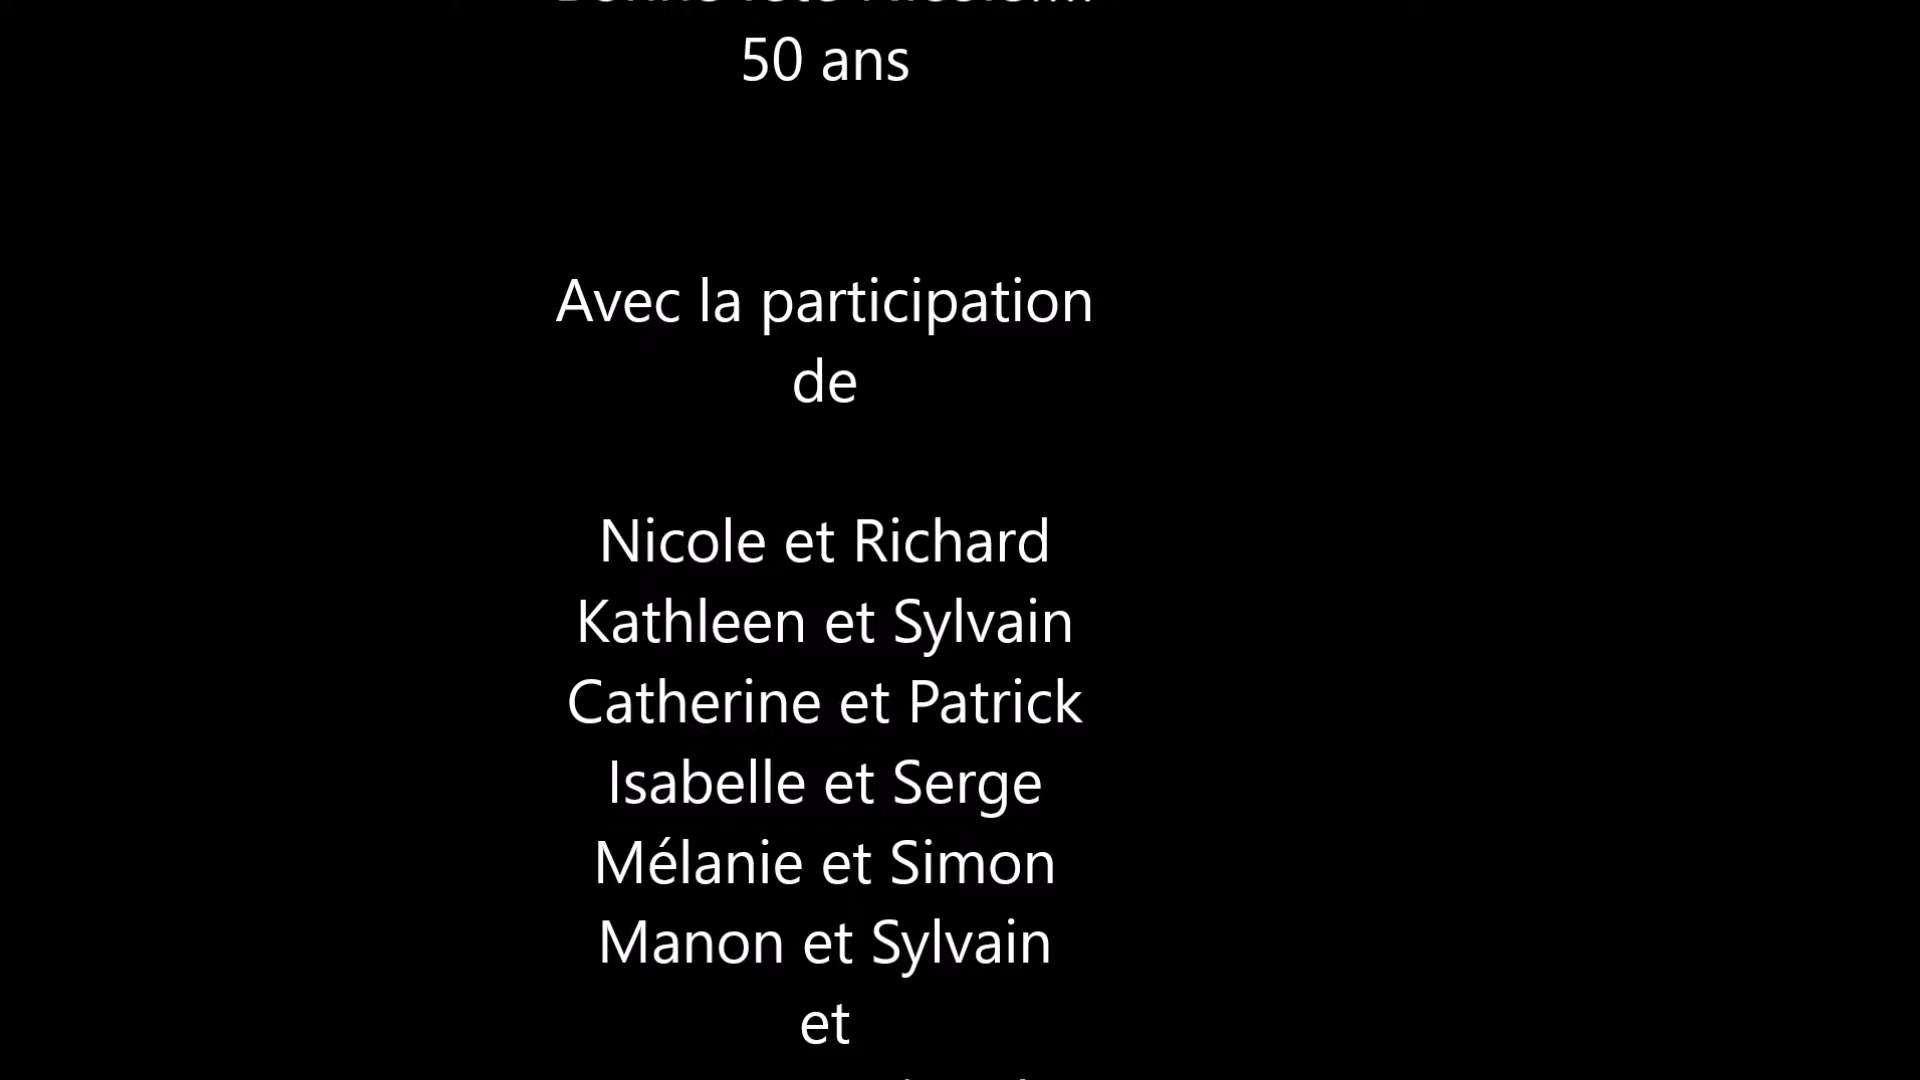 50 ans
Avec la participation
de
Nicole et Richard
Kathleen et Sylvain
Catherine et Patrick
Isabelle et Serge
Mélanie et Simon
Manon et Sylvain
et